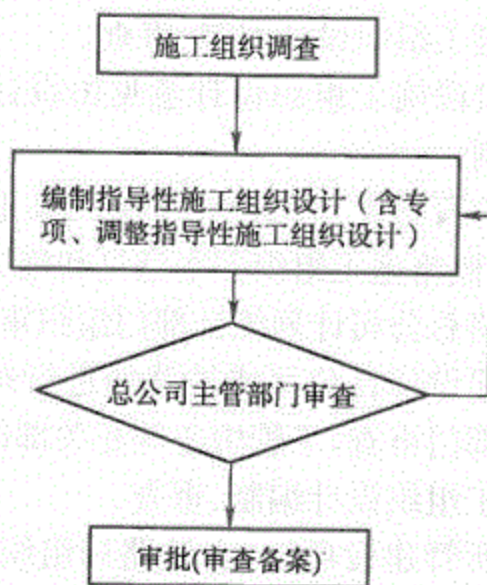 施工组织调查
编制指导性施工组织设计（含专
项、调整指导性施工组织设计）
总公司主管部门审查
审批(审查备案)